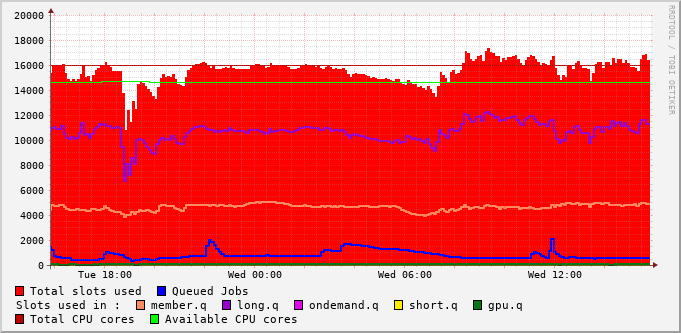 20000
18000
16000
14000
12000
10000
8000
6000
4000
2000
0
Tue 18:00 Wed 00:00 Wed 06:00 Wed 12:00
RRDTOOL / TOBI OETIKER
Total slots used Queued Jobs
Slots used in : member.q long.q ondemand.q short.q gpu.q
Total CPU cores Available CPU cores